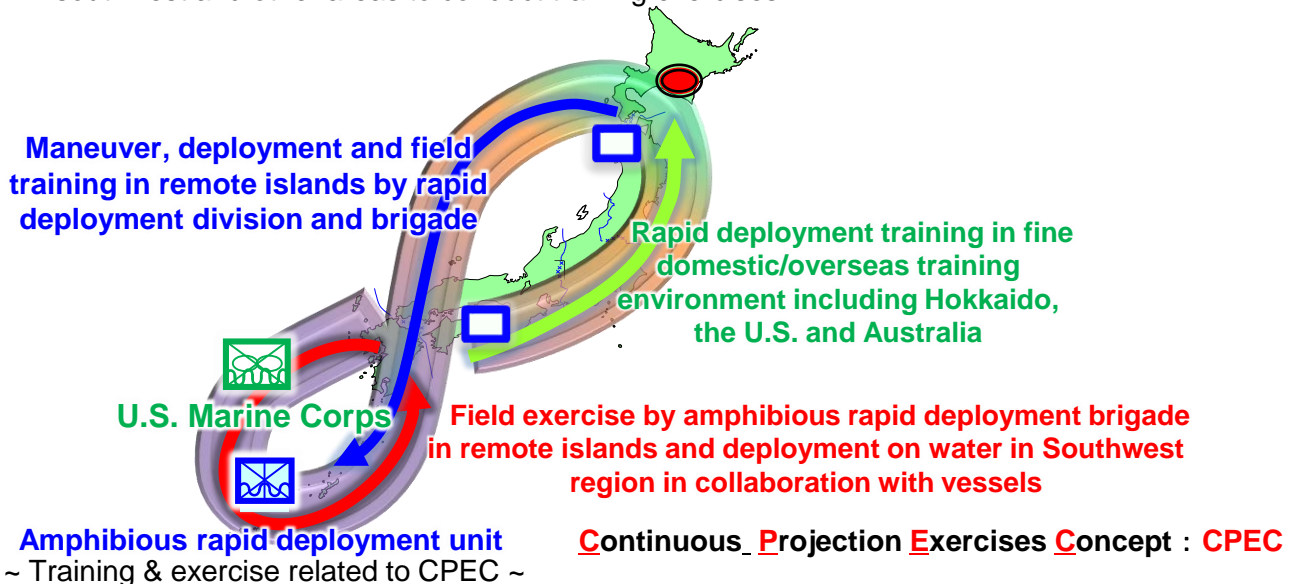 Maneuver, deployment and field
training in remote islands by rapid
deployment division and brigade
Rapid deployment training in fine
domestic/overseas training
environment including Hokkaido,
the U.S. and Australia
U.S. Marine Corps
Field exercise by amphibious rapid deployment brigade
in remote islands and deployment on water in Southwest
region in collaboration with vessels
Amphibious rapid deployment unit
Continuous Projection Exercises Concept : CPEC
~ Training & exercise related to CPEC ~